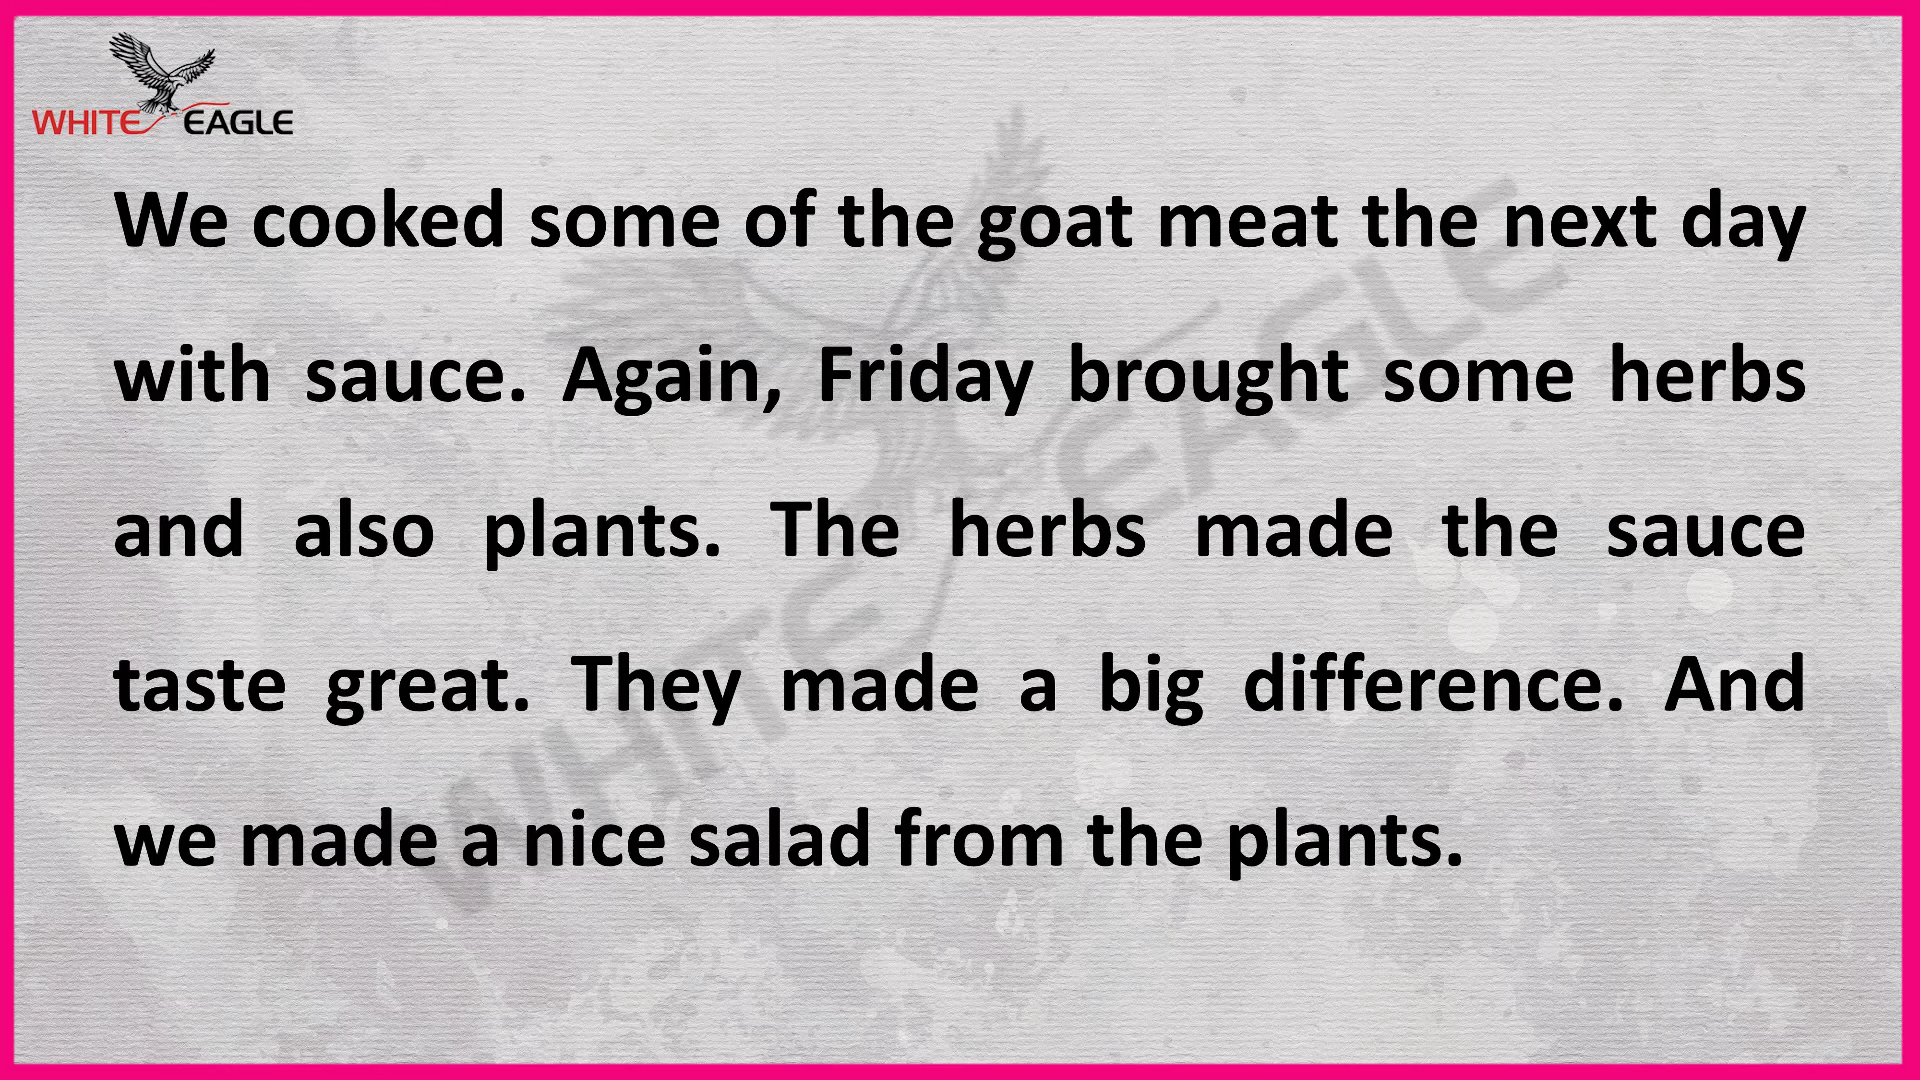 WHITE EAGLE
We cooked some of the goat meat the next day
with sauce. Again, Friday brought some herbs
and also plants. The herbs made the sauce
taste great. They made a big difference. And
we made a nice salad from the plants.
WHITE EAGLE